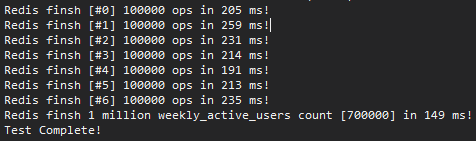 Redis finsh [#0] 100000 ops in 205 ms!
Redis finsh [#1] 100000 ops in 259 ms!
Redis finsh [#2] 100000 ops in 231 ms!
Redis finsh [#3] 100000 ops in 214 ms!
Redis finsh [#4] 100000 ops in 191 ms!
Redis finsh [#5] 100000 ops in 213 ms!
Redis finsh [#6] 100000 ops in 235 ms!
Redis finsh 1 million weekly_active_users count [700000] in 149 ms!
Test Complete!